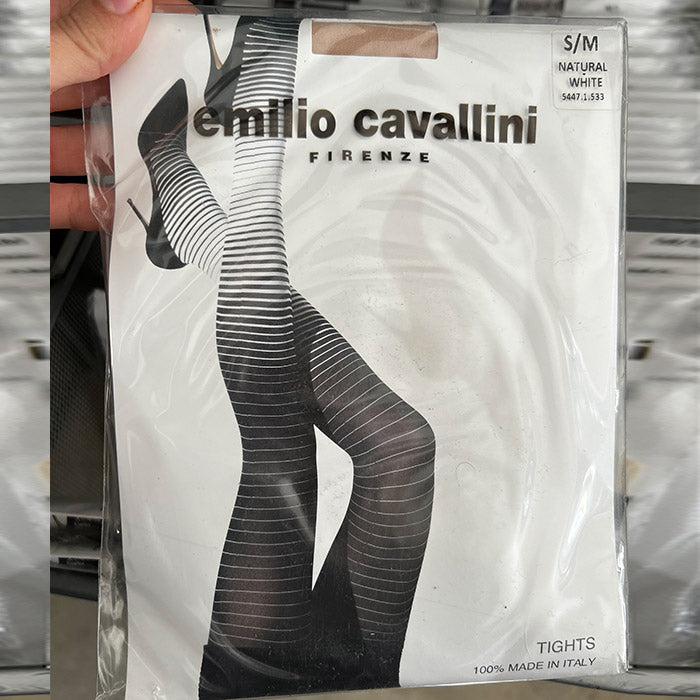 S/M
NATURAL
WHITE
5447.1.533
emilio cavallini
FIRENZE
TIGHTS
100% MADE IN ITALY